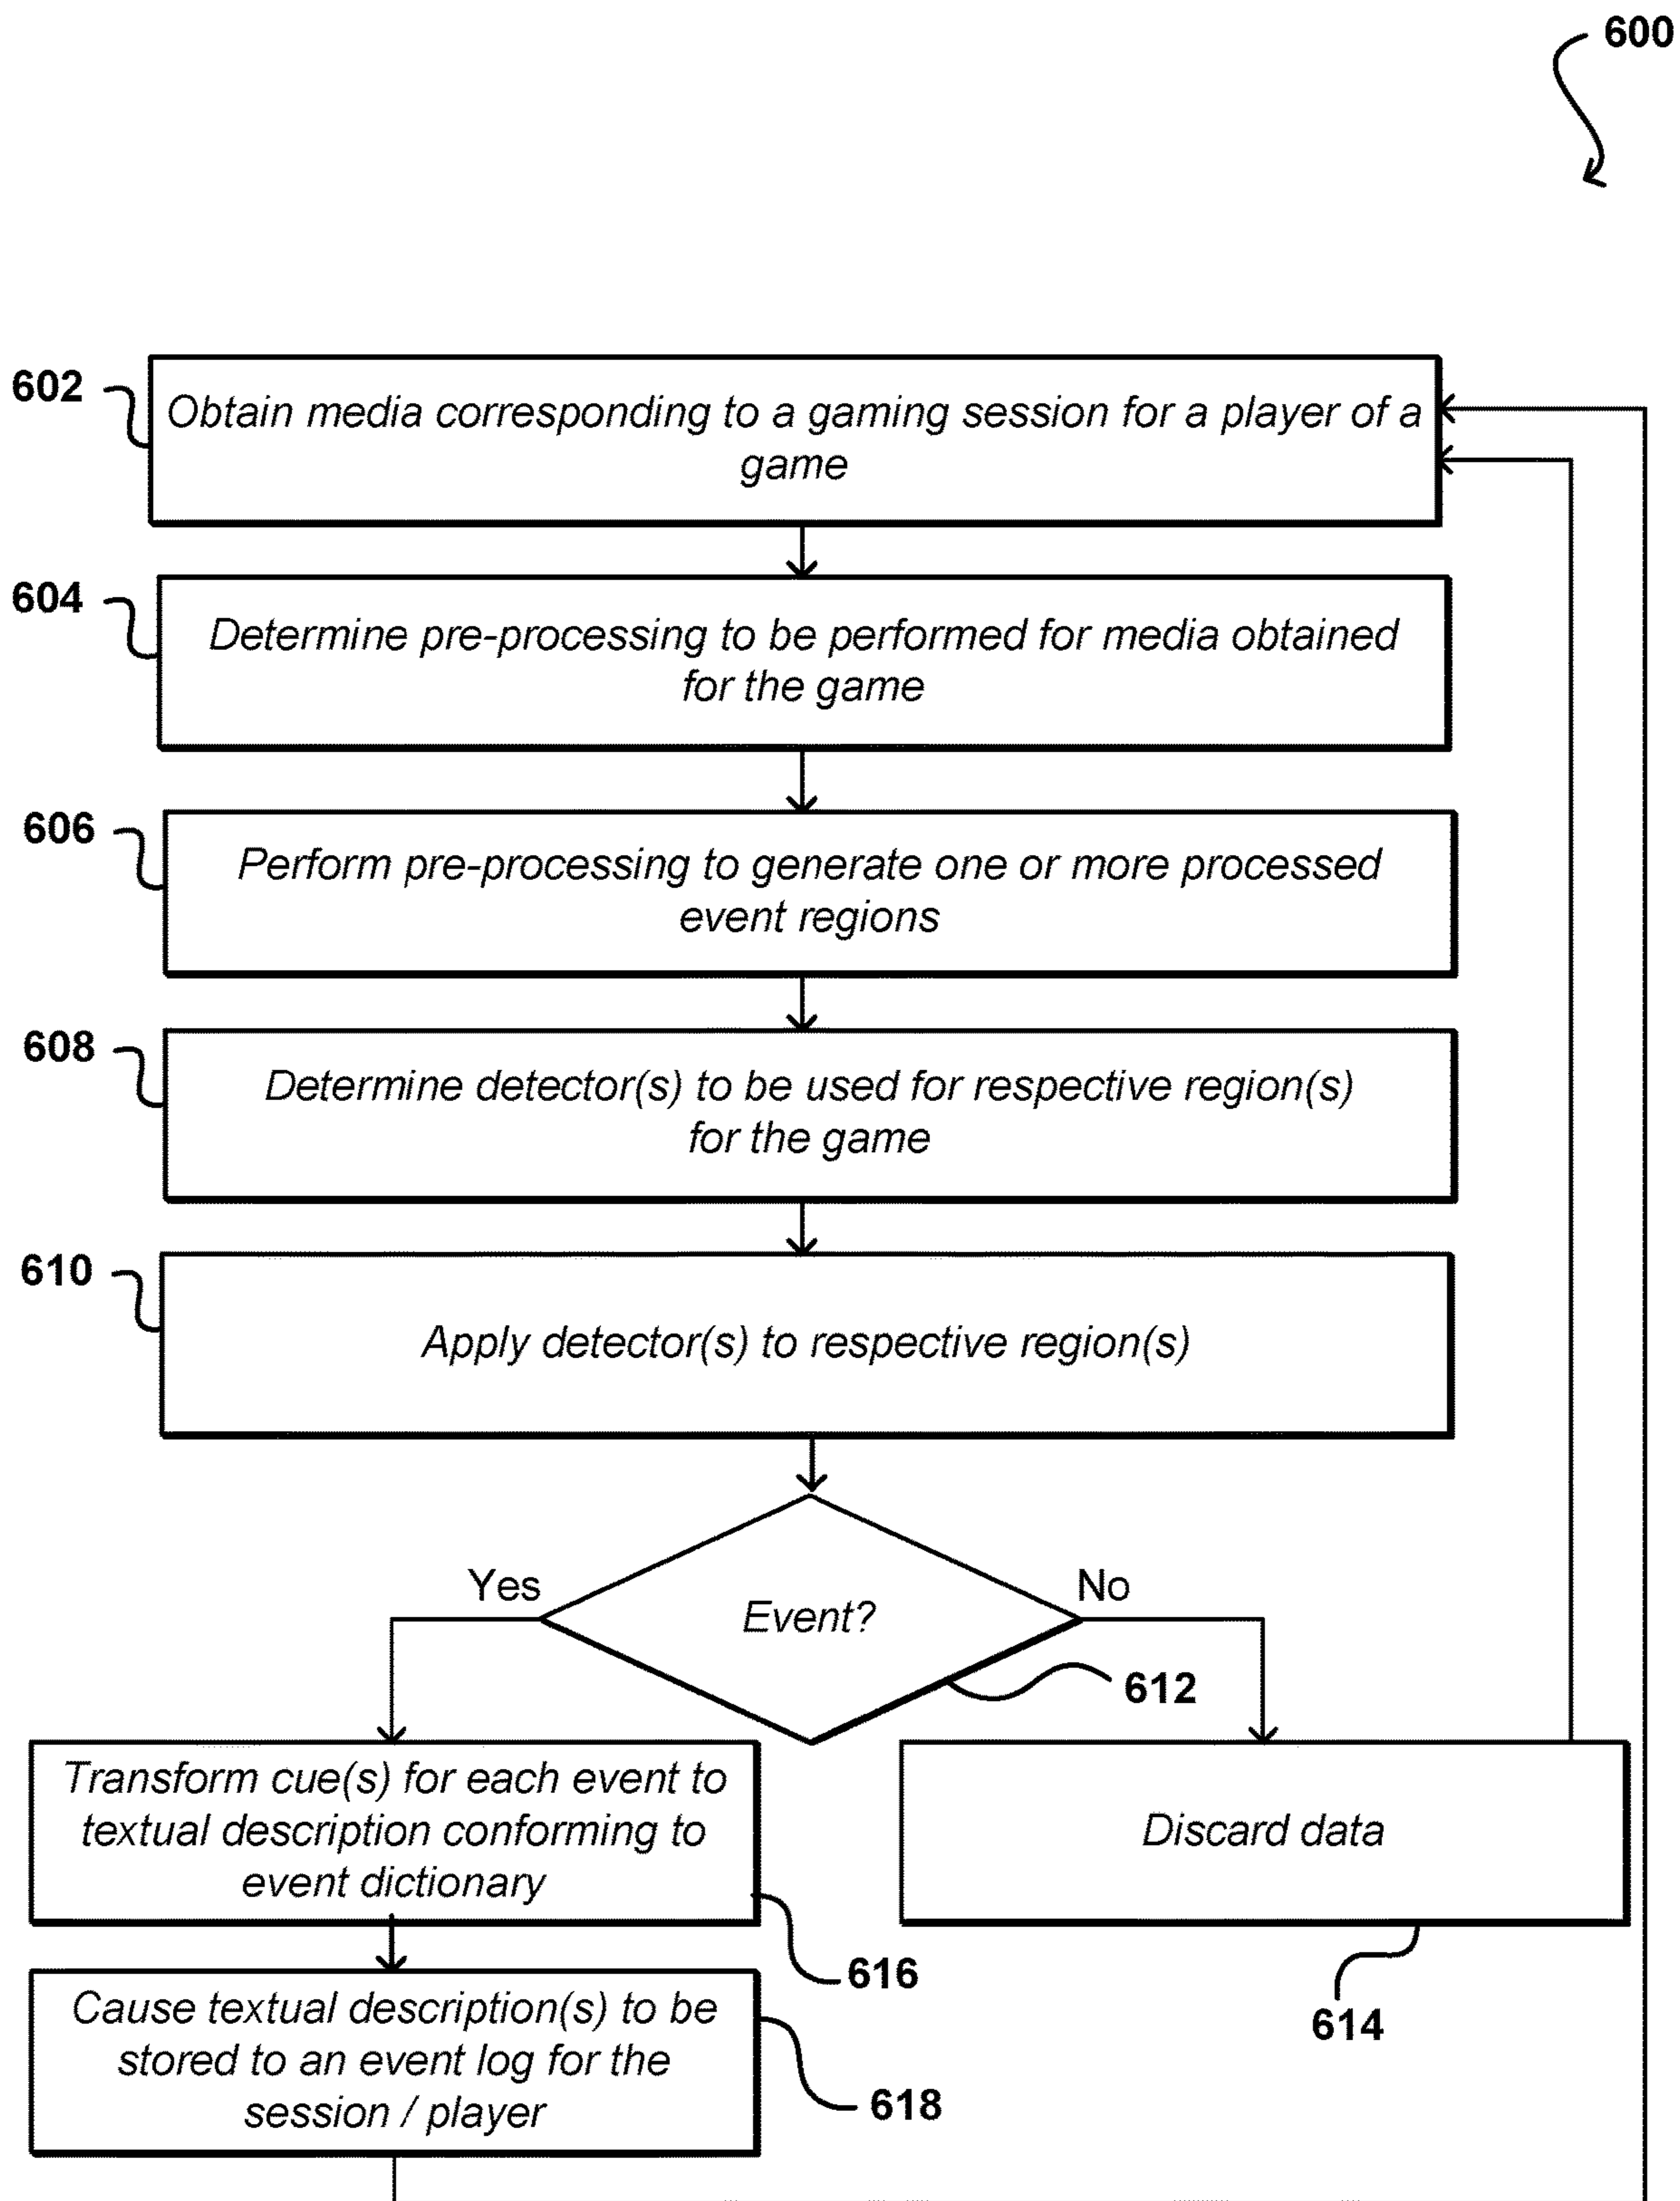 600
602
Obtain media corresponding to a gaming session for a player of a
game
604
Determine pre-processing to be performed for media obtained
for the game
606
Perform pre-processing to generate one or more processed
event regions
608
Determine detector(s) to be used for respective region(s)
for the game
610
Apply detector(s) to respective region(s)
Yes
Event?
No
612
Transform cue(s) for each event to
textual description conforming to
event dictionary
616
Discard data
614
Cause textual description(s) to be
stored to an event log for the
session / player
618